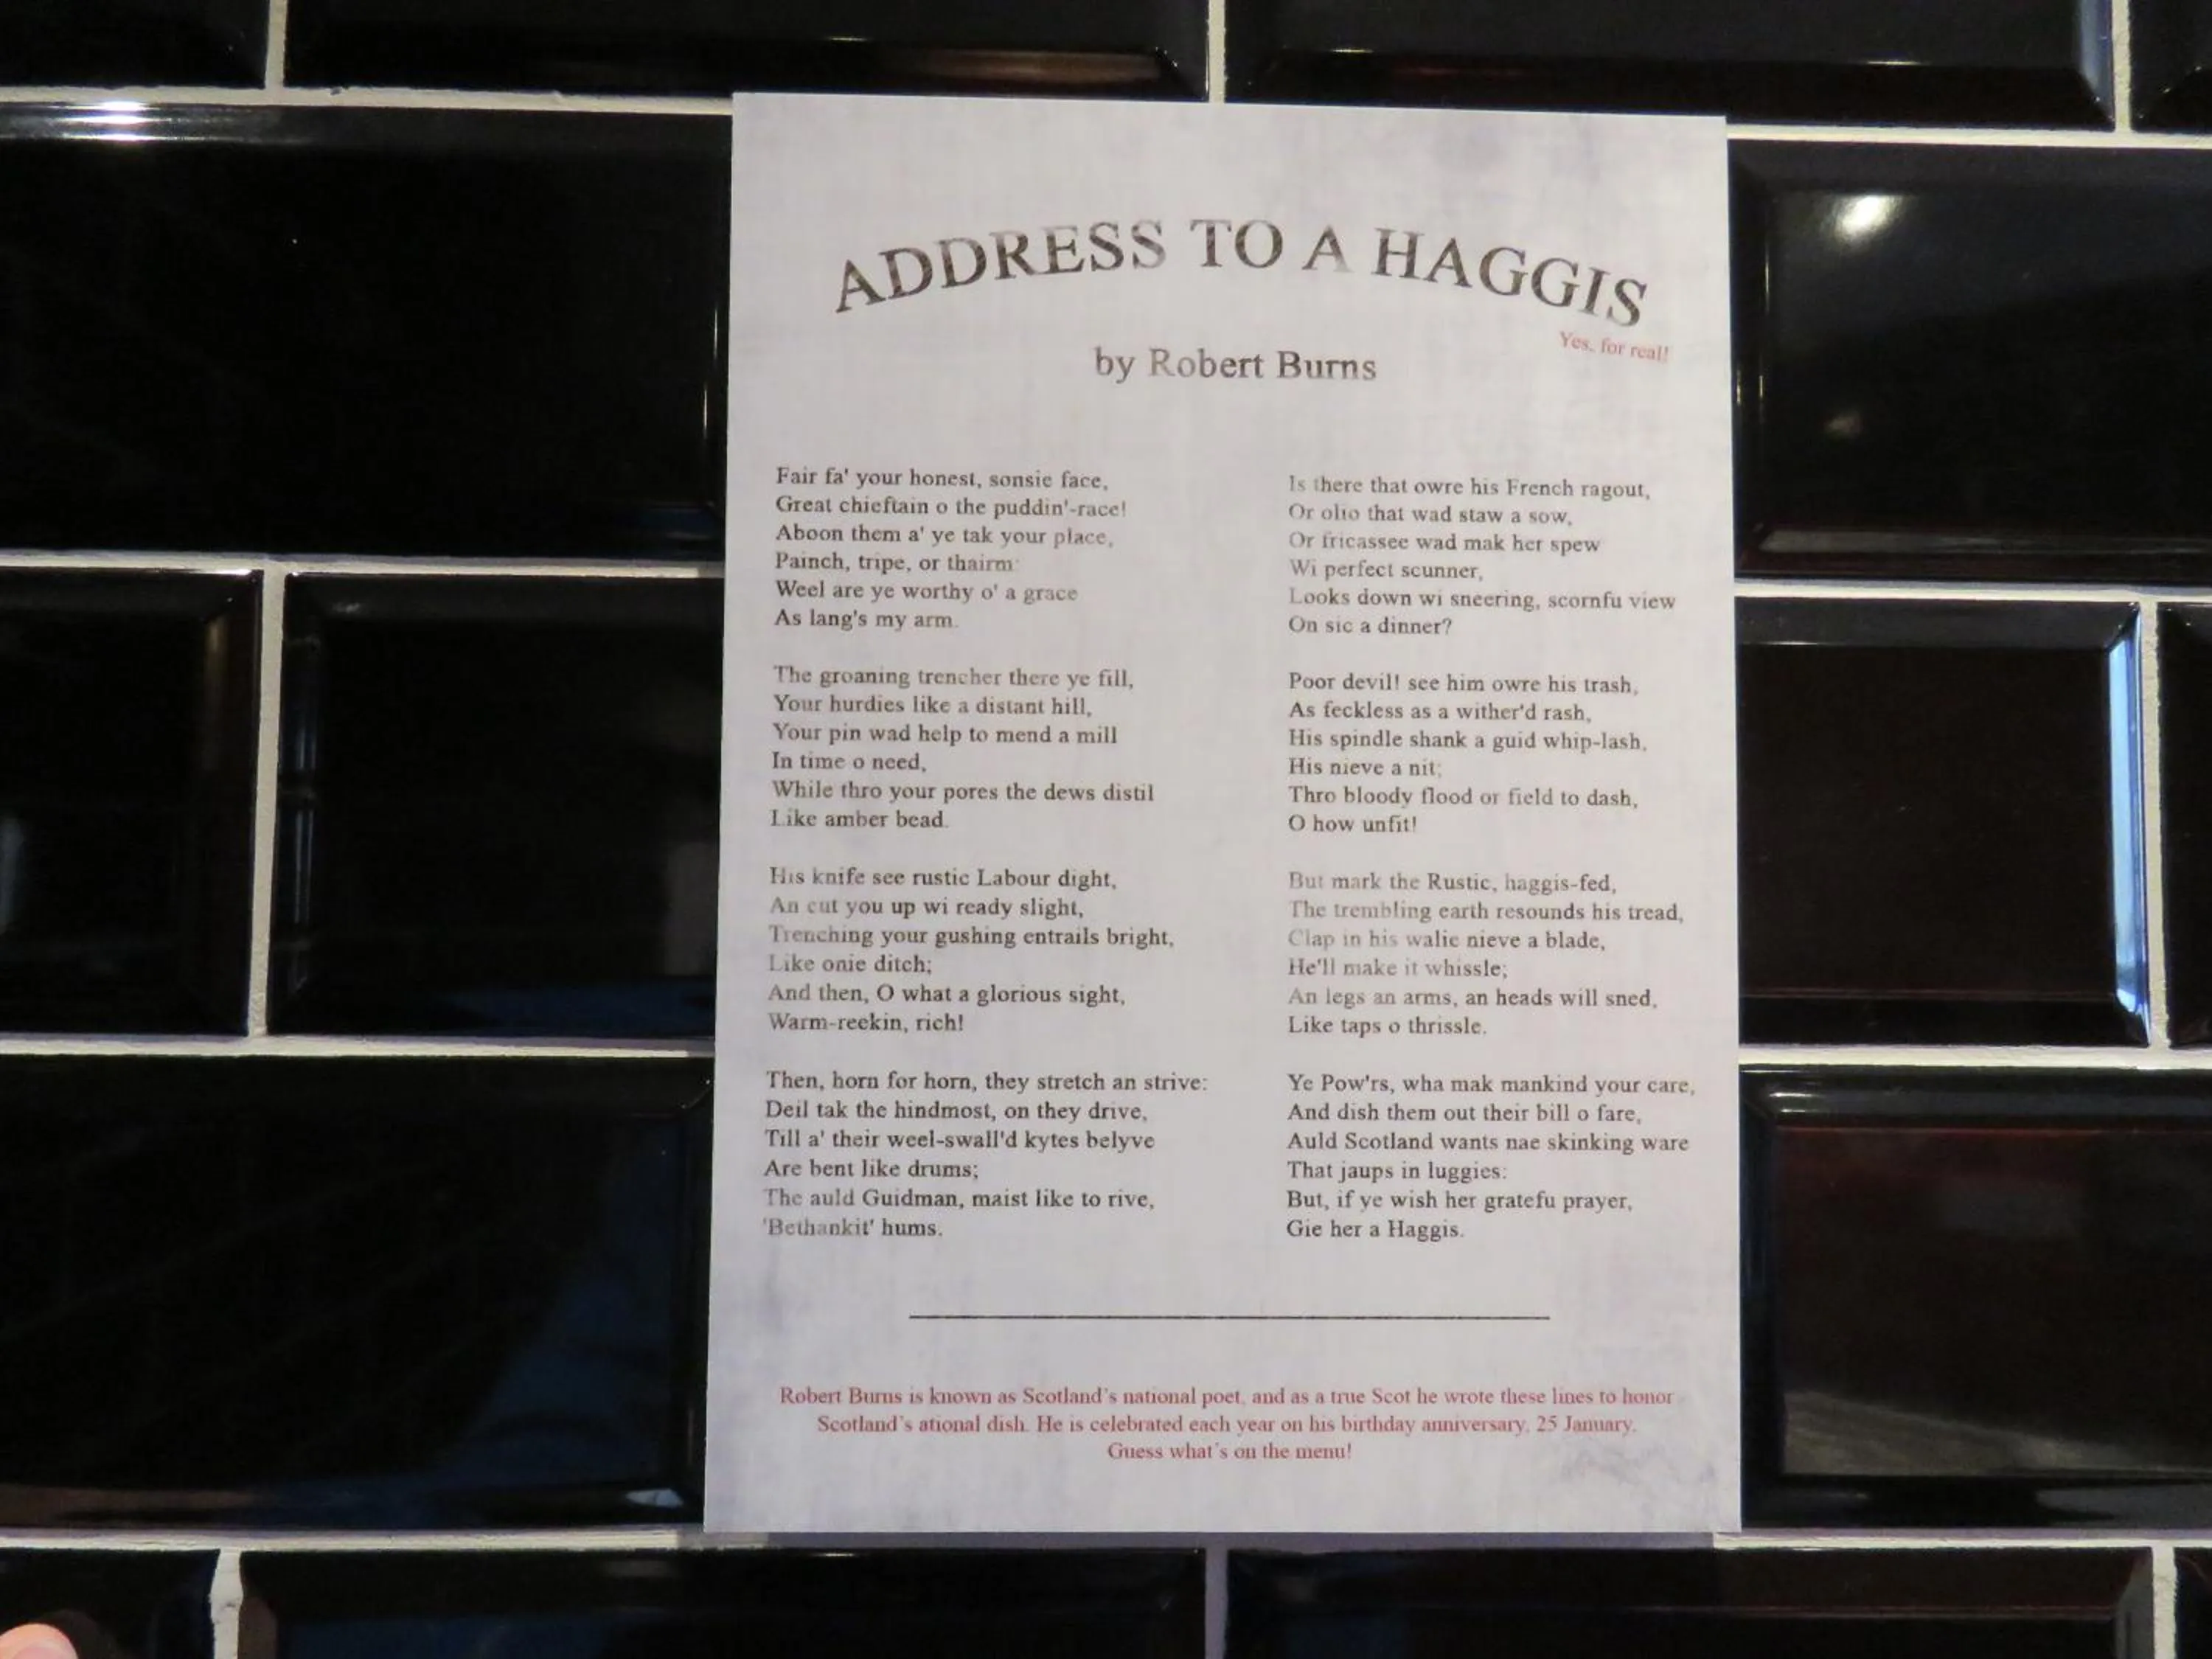 ADDRESS TO A HAGGIS
Yes, for real!
by Robert Burns
Fair fa' your honest, sonsie face,
Great chieftain o the puddin'-race!
Aboon them a' ye tak your place,
Painch, tripe, or thairm:
Weel are ye worthy o' a grace
As lang's my arm.
The groaning trencher there ye fill,
Your hurdies like a distant hill,
Your pin wad help to mend a mill
In time o need,
While thro your pores the dews distil
Like amber bead.
His knife see rustic Labour dight,
An cut you up wi ready slight,
Trenching your gushing entrails bright,
Like onie ditch;
And then, O what a glorious sight,
Warm-reekin, rich!
Then, horn for horn, they stretch an strive:
Deil tak the hindmost, on they drive,
Till a' their weel-swall'd kytes belyve
Are bent like drums;
The auld Guidman, maist like to rive,
'Bethankit' hums.
Is there that owre his French ragout,
Or olio that wad staw a sow,
Or fricassee wad mak her spew
Wi perfect scunner,
Looks down wi sneering, scornfu view
On sic a dinner?
Poor devil! see him owre his trash,
As feckless as a wither'd rash,
His spindle shank a guid whip-lash,
His nieve a nit;
Thro bloody flood or field to dash,
O how unfit!
But mark the Rustic, haggis-fed,
The trembling earth resounds his tread,
Clap in his walie nieve a blade,
He'll make it whissle;
An legs an arms, an heads will sned,
Like taps o thrissle.
Ye Pow'rs, wha mak mankind your care,
And dish them out their bill o fare,
Auld Scotland wants nae skinking ware
That jaups in luggies:
But, if ye wish her gratefu prayer,
Gie her a Haggis.
Robert Burns is known as Scotland's national poet, and as a true Scot he wrote these lines to honor
Scotland's ational dish. He is celebrated each year on his birthday anniversary, 25 January.
Guess what's on the menu!